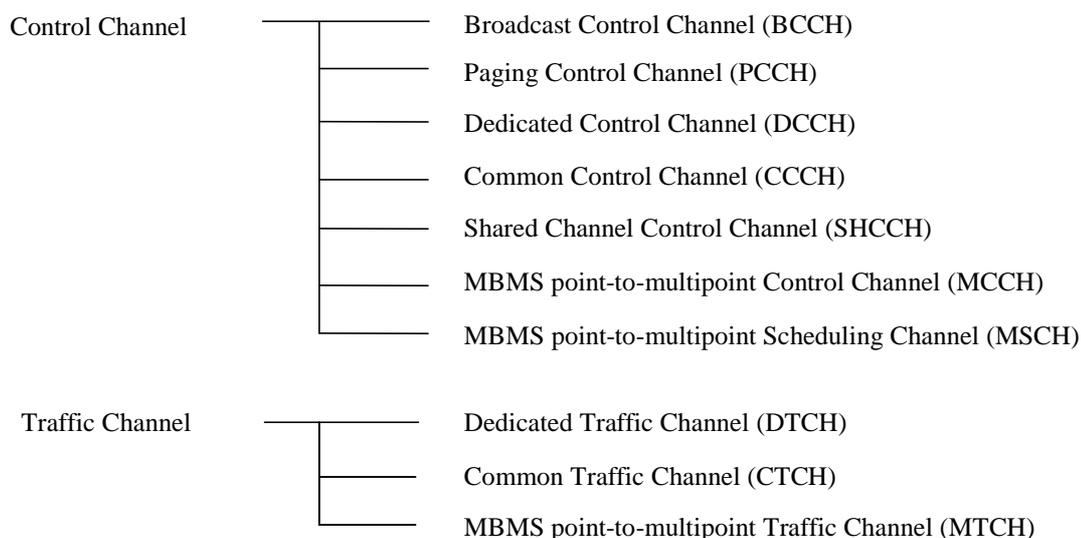 Control Channel
Broadcast Control Channel (BCCH)
Paging Control Channel (PCCH)
Dedicated Control Channel (DCCH)
Common Control Channel (CCCH)
Shared Channel Control Channel (SHCCH)
MBMS point-to-multipoint Control Channel (MCCH)
MBMS point-to-multipoint Scheduling Channel (MSCH)
Traffic Channel
Dedicated Traffic Channel (DTCH)
Common Traffic Channel (CTCH)
MBMS point-to-multipoint Traffic Channel (MTCH)